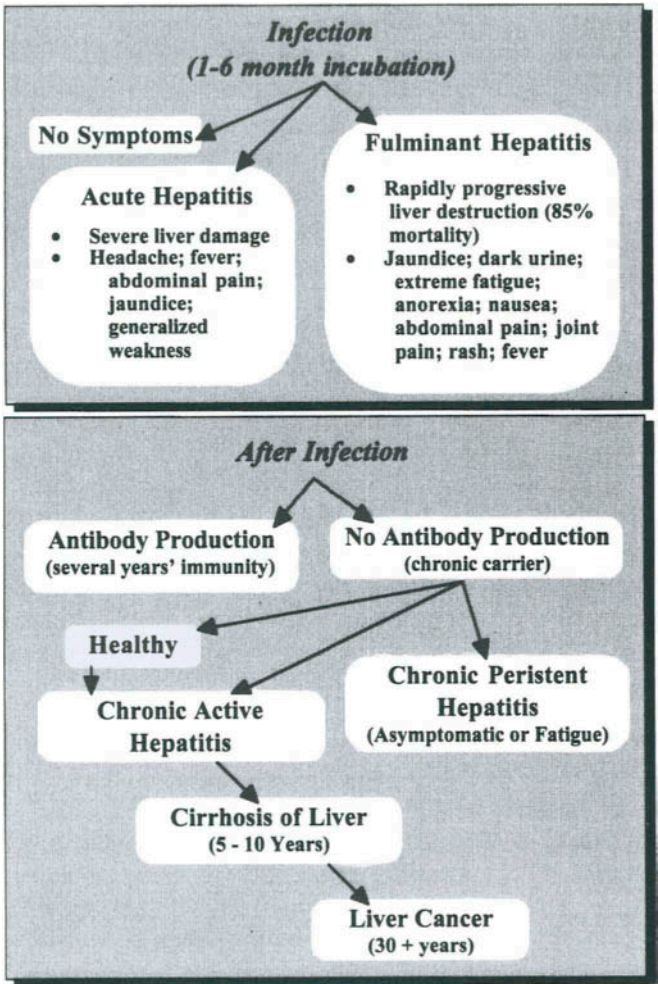 Infection
(1-6 month incubation)
No Symptoms
Acute Hepatitis
• Severe liver damage
• Headache; fever;
abdominal pain;
jaundice;
generalized
weakness
Fulminant Hepatitis
• Rapidly progressive
liver destruction (85%
mortality)
• Jaundice; dark urine;
extreme fatigue;
anorexia; nausea;
abdominal pain; joint
pain; rash; fever
After Infection
Antibody Production
(several years' immunity)
No Antibody Production
(chronic carrier)
Healthy
Chronic Active
Hepatitis
Chronic Peristent
Hepatitis
(Asymptomatic or Fatigue)
Cirrhosis of Liver
(5 - 10 Years)
Liver Cancer
(30 + years)